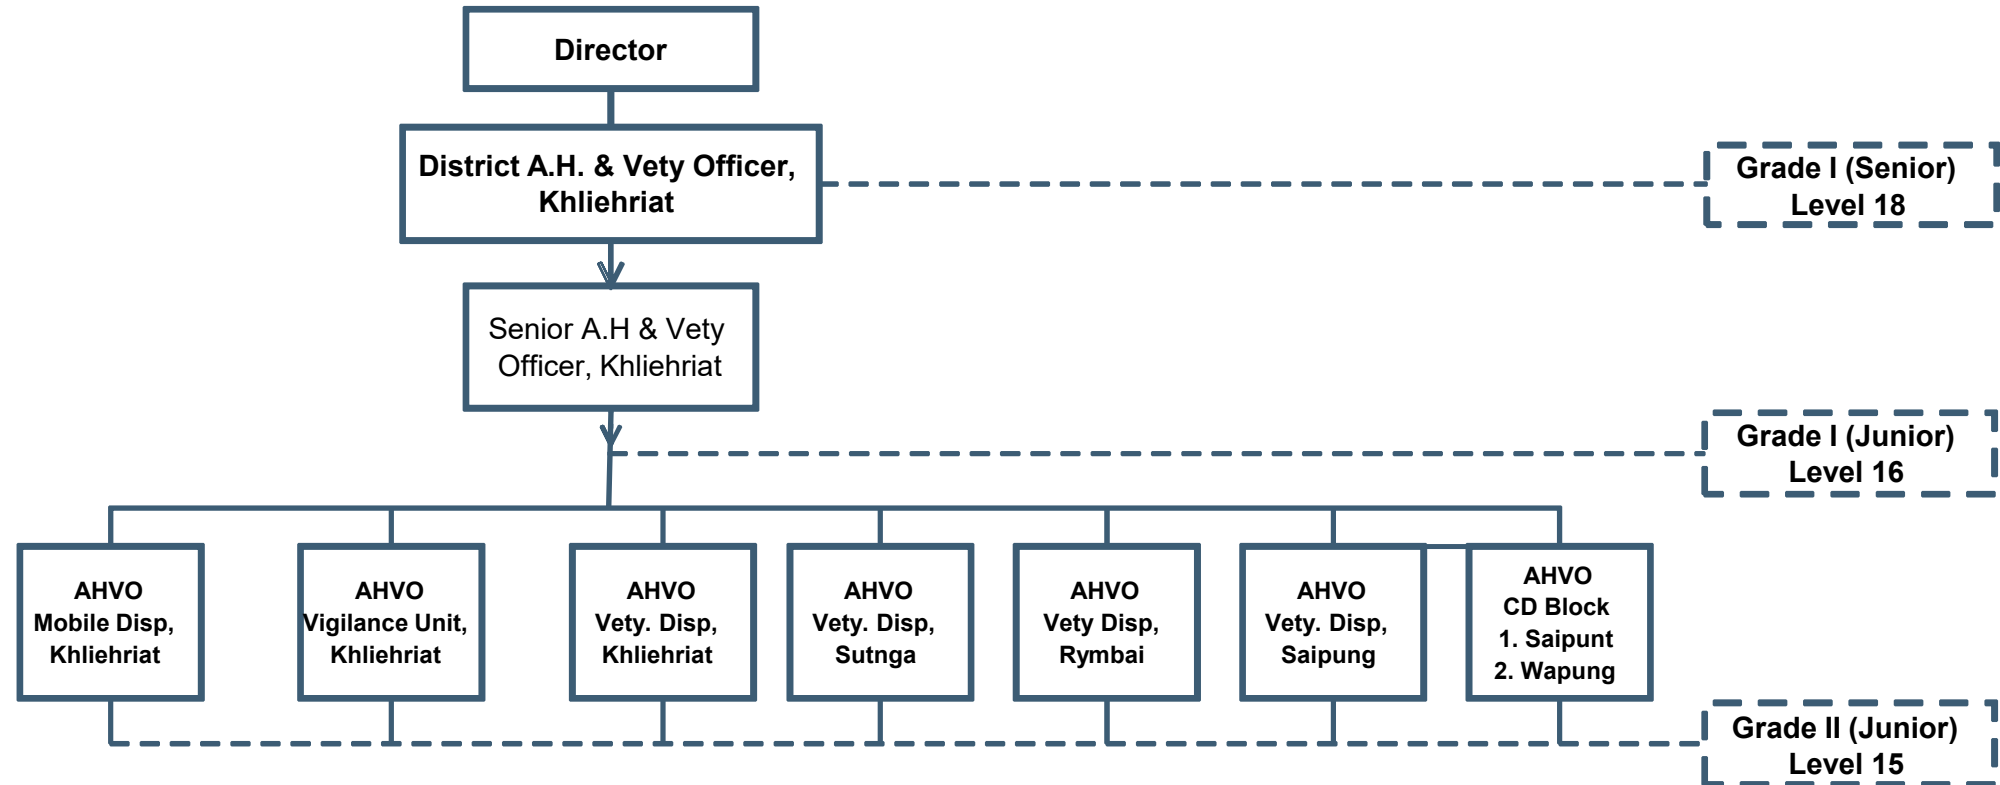 Director
District A.H. & Vety Officer,
Khliehriat
Grade I (Senior)
Level 18
Senior A.H & Vety
Officer, Khliehriat
Grade I (Junior)
Level 16
AHVO
Mobile Disp,
Khliehriat
AHVO
Vigilance Unit,
Khliehriat
AHVO
Vety. Disp,
Khliehriat
AHVO
Vety. Disp,
Sutnga
AHVO
Vety Disp,
Rymbai
AHVO
Vety. Disp,
Saipung
AHVO
CD Block
1. Saipunt
2. Wapung
Grade II (Junior)
Level 15